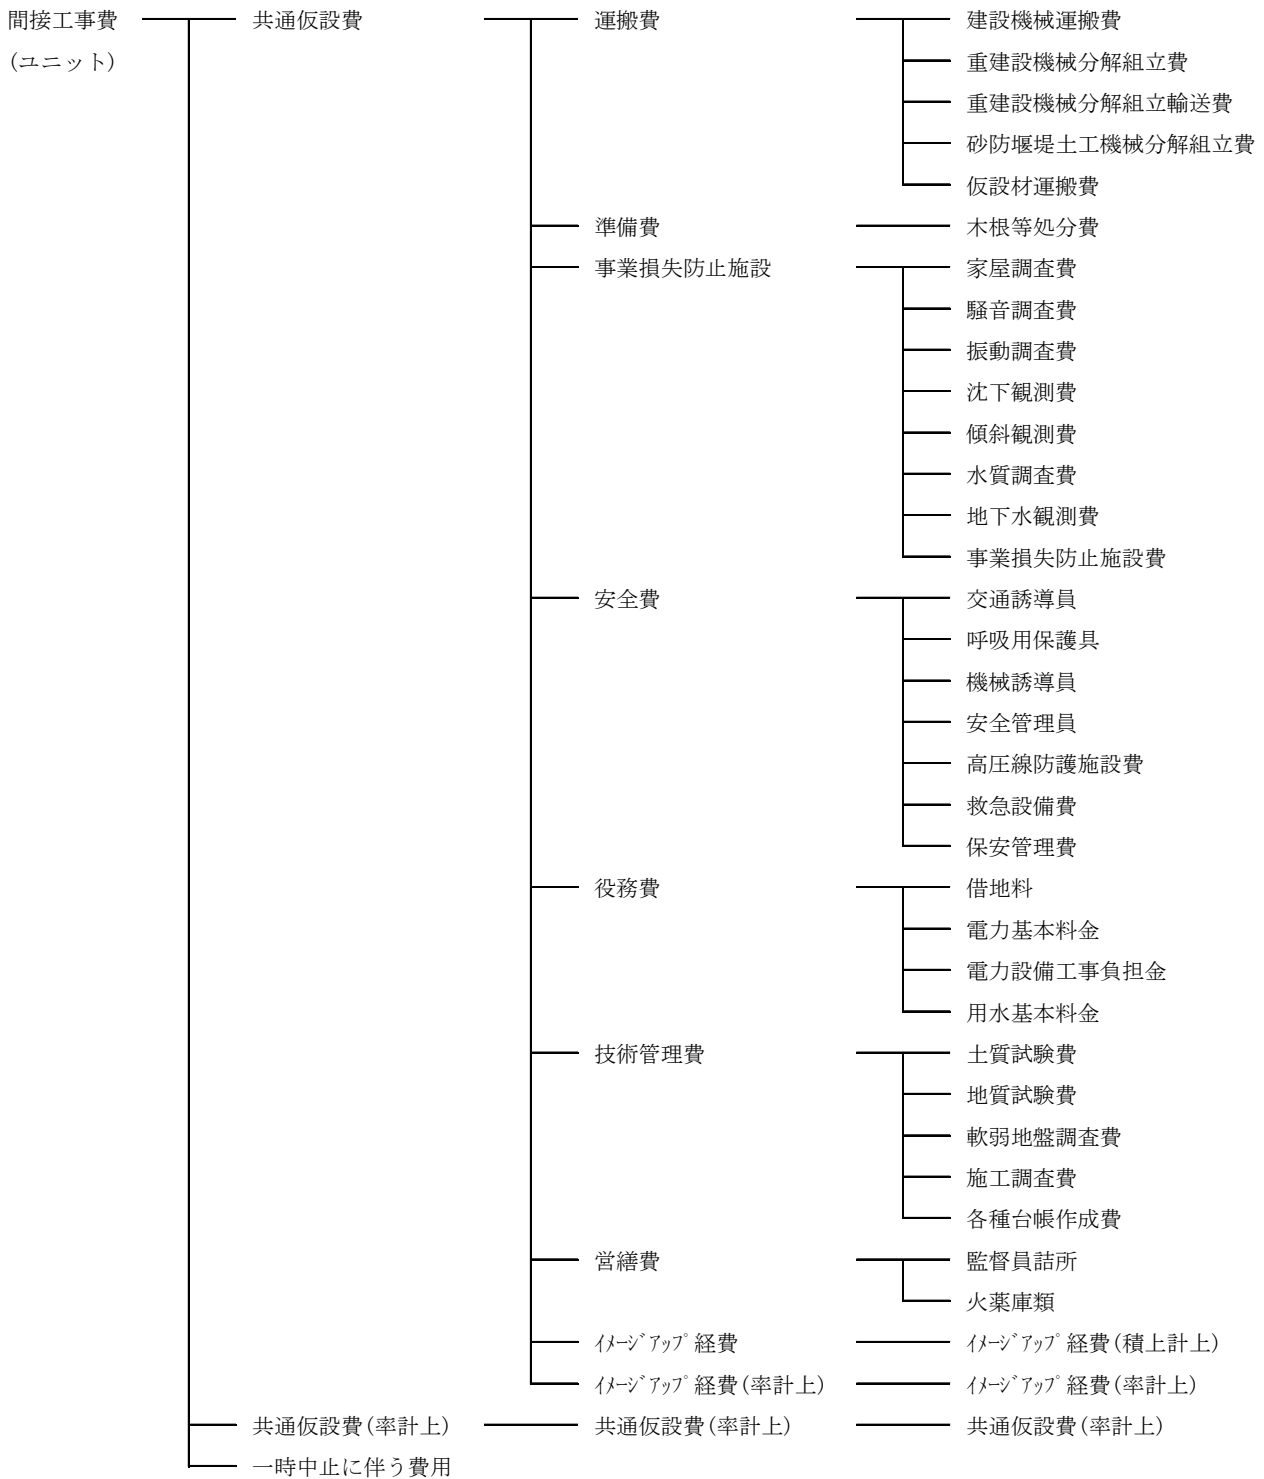 間接工事費 共通仮設費 運搬費 建設機械運搬費
(ユニット) 重建設機械分解組立費
重建設機械分解組立輸送費
砂防堰堤土工機械分解組立費
仮設材運搬費
準備費 木根等処分費
事業損失防止施設 家屋調査費
騒音調査費
振動調査費
沈下観測費
傾斜観測費
水質調査費
地下水観測費
事業損失防止施設費
安全費 交通誘導員
呼吸用保護具
機械誘導員
安全管理員
高圧線防護施設費
救急設備費
保安管理費
役務費 借地料
電力基本料金
電力設備工事負担金
用水基本料金
技術管理費 土質試験費
地質試験費
軟弱地盤調査費
施工調査費
各種台帳作成費
営繕費 監督員詰所
火薬庫類
ｲﾒｰｼﾞｱｯﾌﾟ経費 ｲﾒｰｼﾞｱｯﾌﾟ経費(積上計上)
ｲﾒｰｼﾞｱｯﾌﾟ経費(率計上) ｲﾒｰｼﾞｱｯﾌﾟ経費(率計上)
共通仮設費(率計上) 共通仮設費(率計上) 共通仮設費(率計上)
一時中止に伴う費用